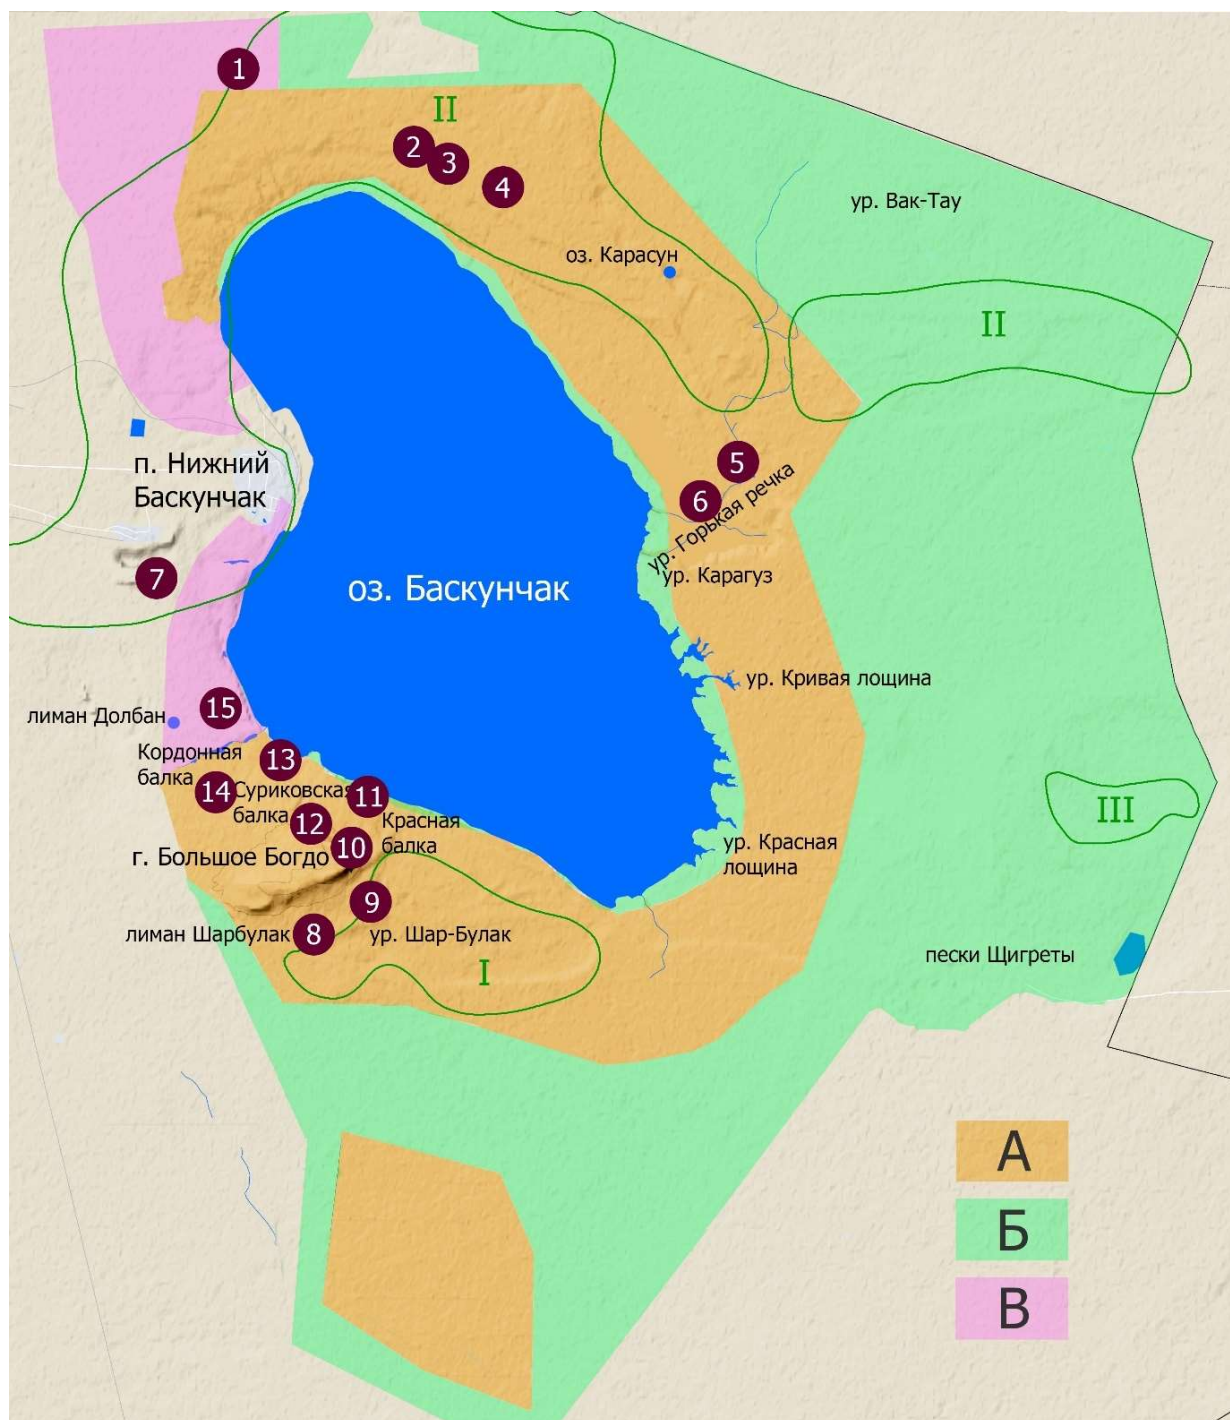 1
II
2
3
4
ур. Вак-Тау
оз. Карасун
II
5
п. Нижний
Баскунчак
6
ур. Горькая речка
7
ур. Карагуз
оз. Баскунчак
ур. Кривая лощина
15
лиман Долбан
Кордонная
балка
13
14
Суриковская
балка
11
III
12
Красная
балка
10
г. Большое Богдо
ур. Красная
лощина
9
лиман Шарбулак
8
ур. Шар-Булак
I
пески Щигреты
А
Б
В